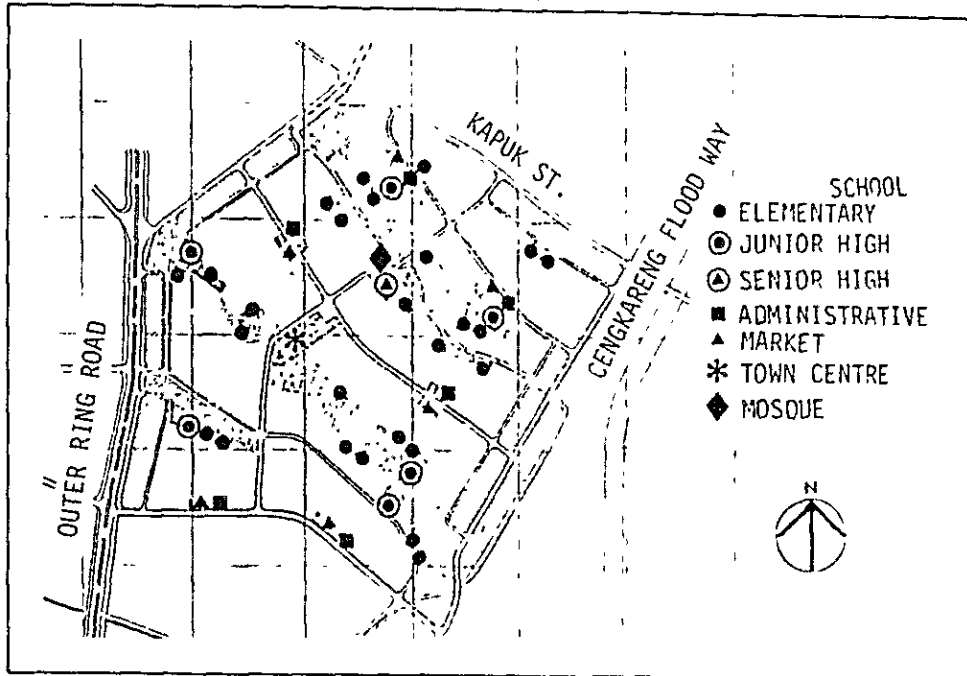 KAPUK ST.
CENGKARENG FLOOD WAY
"OUTER RING ROAD"
SCHOOL
ELEMENTARY
JUNIOR HIGH
SENIOR HIGH
ADMINISTRATIVE
MARKET
TOWN CENTRE
MOSQUE
N